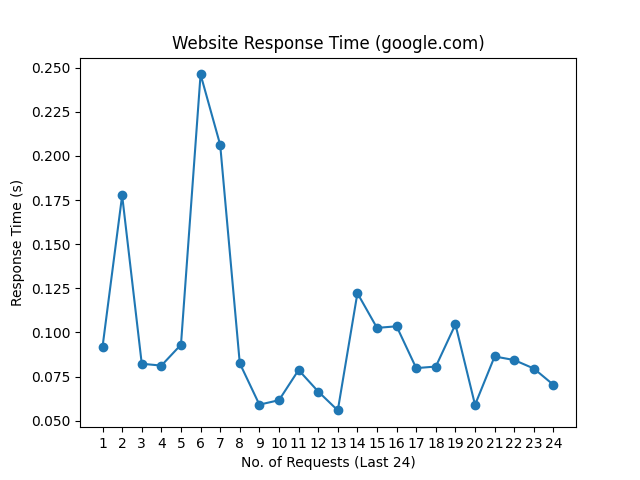 Website Response Time (google.com)
0.250
0.225
0.200
0.175
0.150
0.125
0.100
0.075
0.050
Response Time (s)
1 2 3 4 5 6 7 8 9 10 11 12 13 14 15 16 17 18 19 20 21 22 23 24
No. of Requests (Last 24)